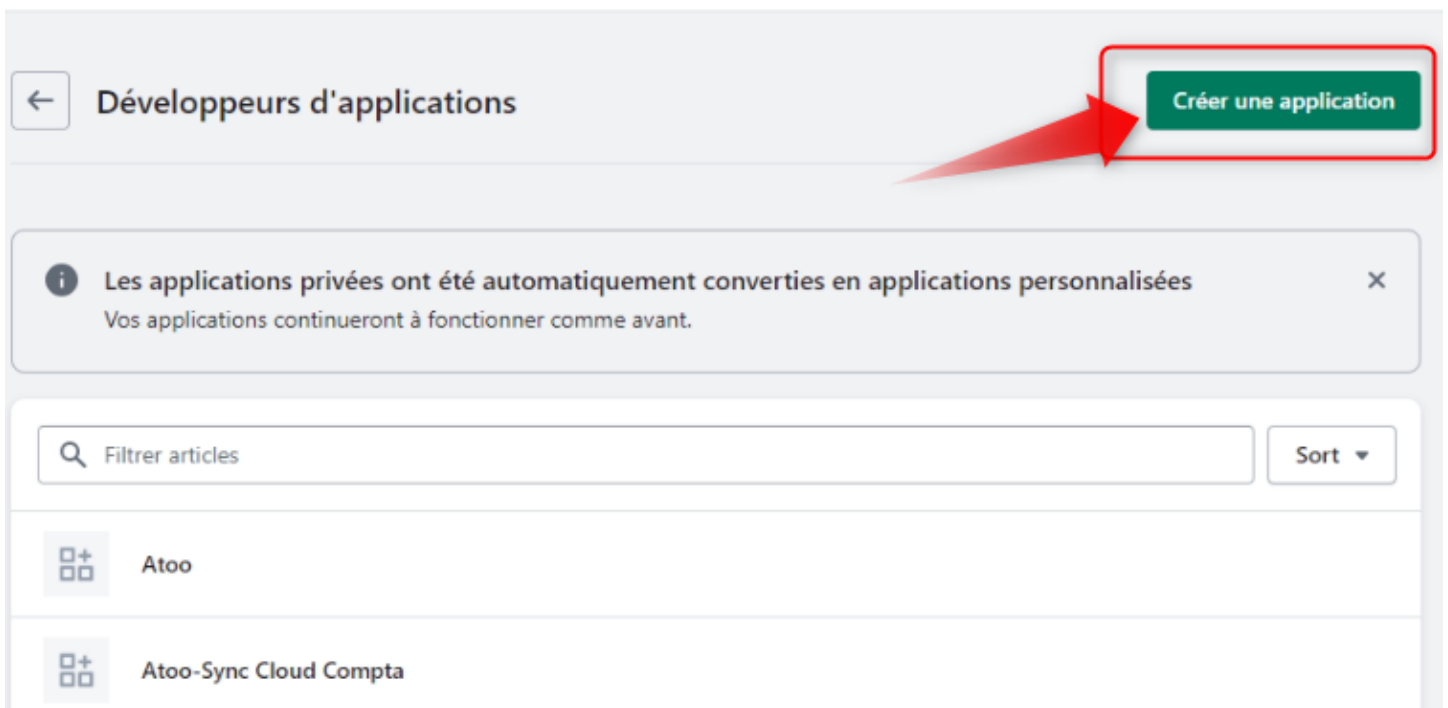 Développeurs d'applications
Créer une application
Les applications privées ont été automatiquement converties en applications personnalisées
Vos applications continueront à fonctionner comme avant.
Filtrer articles
Sort
Atoo
Atoo-Sync Cloud Compta